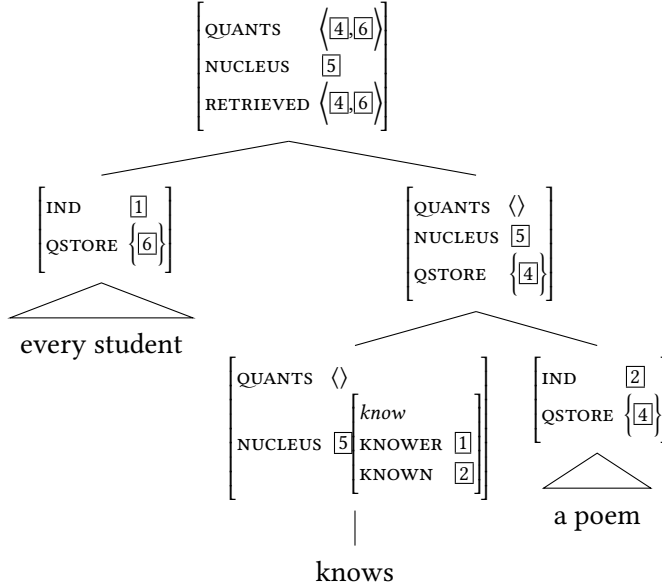 QUANTS ⟨4,6⟩
NUCLEUS 5
RETRIEVED ⟨4,6⟩
IND 1
QSTORE {6}
every student
QUANTS ⟨⟩
NUCLEUS 5
QSTORE {4}
QUANTS ⟨⟩
NUCLEUS 5
know
KNOWER 1
KNOWN 2
knows
IND 2
QSTORE {4}
a poem